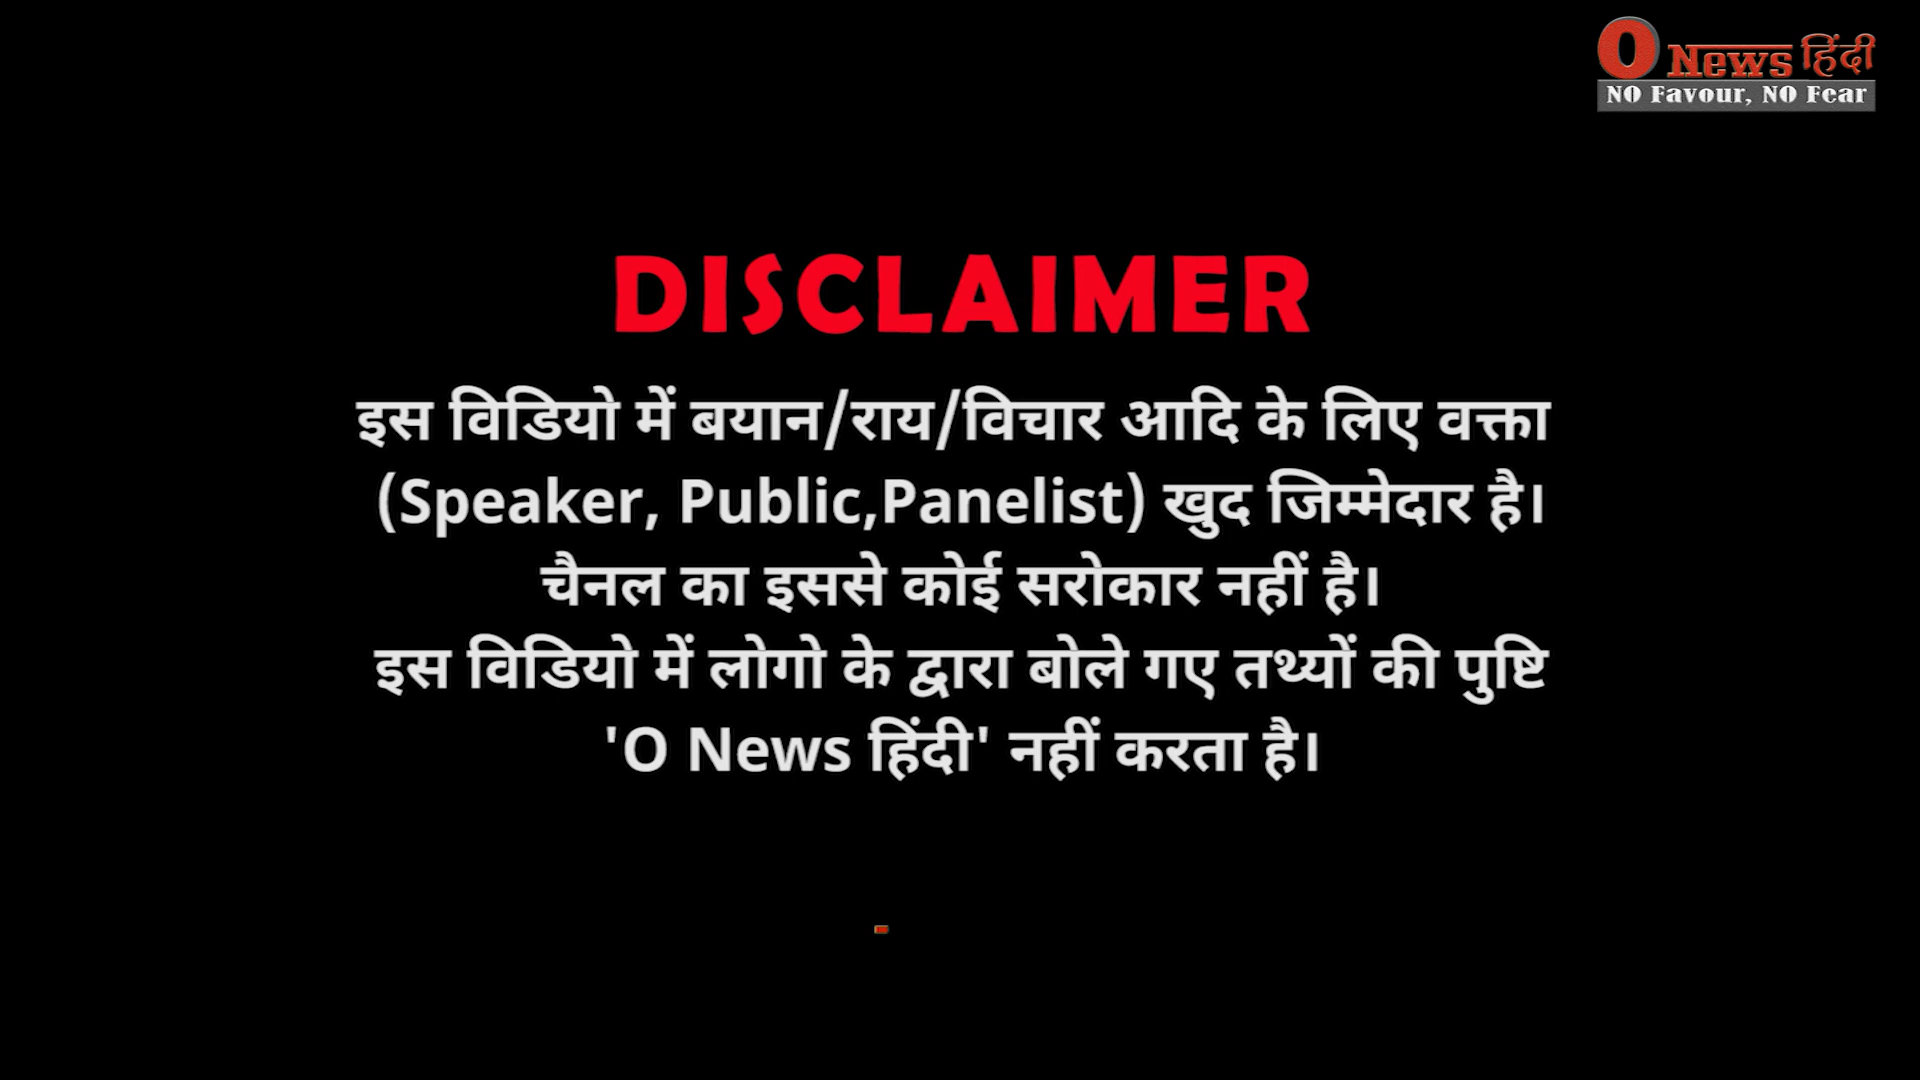 O News हिंदी
NO Favour, NO Fear
DISCLAIMER
इस विडियो में बयान/राय/विचार आदि के लिए वक्ता
(Speaker, Public,Panelist) खुद जिम्मेदार है।
चैनल का इससे कोई सरोकार नहीं है।
इस विडियो में लोगो के द्वारा बोले गए तथ्यों की पुष्टि
'O News हिंदी' नहीं करता है।